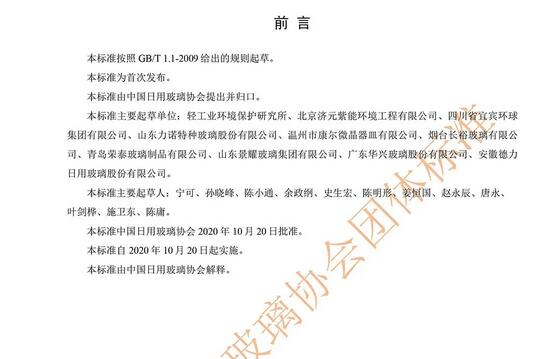 前 言
本标准按照 GB/T 1.1-2009 给出的规则起草。
本标准为首次发布。
本标准由中国日用玻璃协会提出并归口。
本标准主要起草单位：轻工业环境保护研究所、北京济元紫能环境工程有限公司、四川省宜宾环球
集团有限公司、山东力诺特种玻璃股份有限公司、温州市康尔微晶器皿有限公司、烟台长裕玻璃有限公
司、青岛荣泰玻璃制品有限公司、山东景耀玻璃集团有限公司、广东华兴玻璃股份有限公司、安徽德力
日用玻璃股份有限公司。
本标准主要起草人：宁可、孙晓峰、陈小通、余政纲、史生宏、陈明形、姜恒国、赵永辰、唐永、
叶剑桦、施卫东、陈庸。
本标准中国日用玻璃协会 2020 年 10 月 20 日批准。
本标准自 2020 年 10 月 20 日起实施。
本标准由中国日用玻璃协会解释。
玻璃协会团体标准